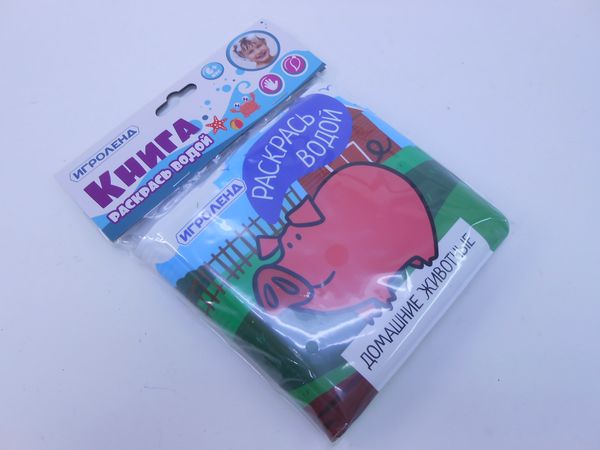 ИГРОЛЕНД
КНИГА
РАСКРАСЬ ВОДОЙ
ИГРОЛЕНД
РАСКРАСЬ
ВОДОЙ
ДОМАШНИЕ ЖИВОТНЫЕ